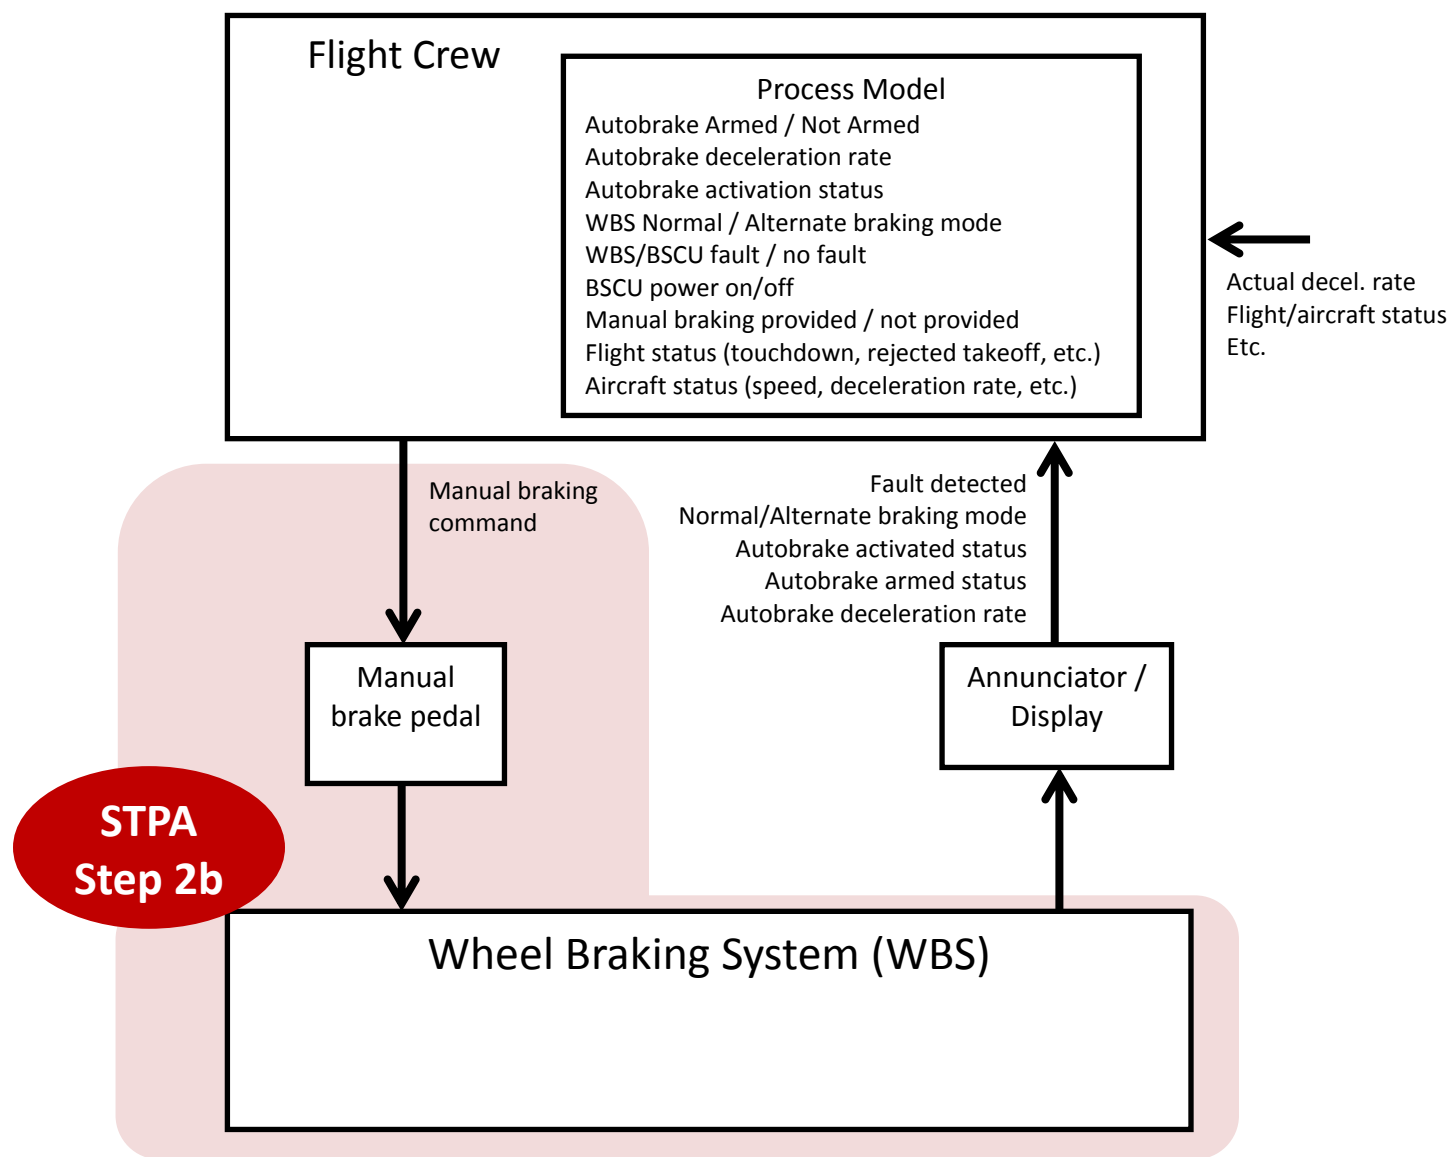 Flight Crew
Process Model
Autobrake Armed / Not Armed
Autobrake deceleration rate
Autobrake activation status
WBS Normal / Alternate braking mode
WBS/BSCU fault / no fault
BSCU power on/off
Manual braking provided / not provided
Flight status (touchdown, rejected takeoff, etc.)
Aircraft status (speed, deceleration rate, etc.)
Actual decel. rate
Flight/aircraft status
Etc.
Manual braking
command
Fault detected
Normal/Alternate braking mode
Autobrake activated status
Autobrake armed status
Autobrake deceleration rate
Manual
brake pedal
Annunciator /
Display
STPA
Step 2b
Wheel Braking System (WBS)